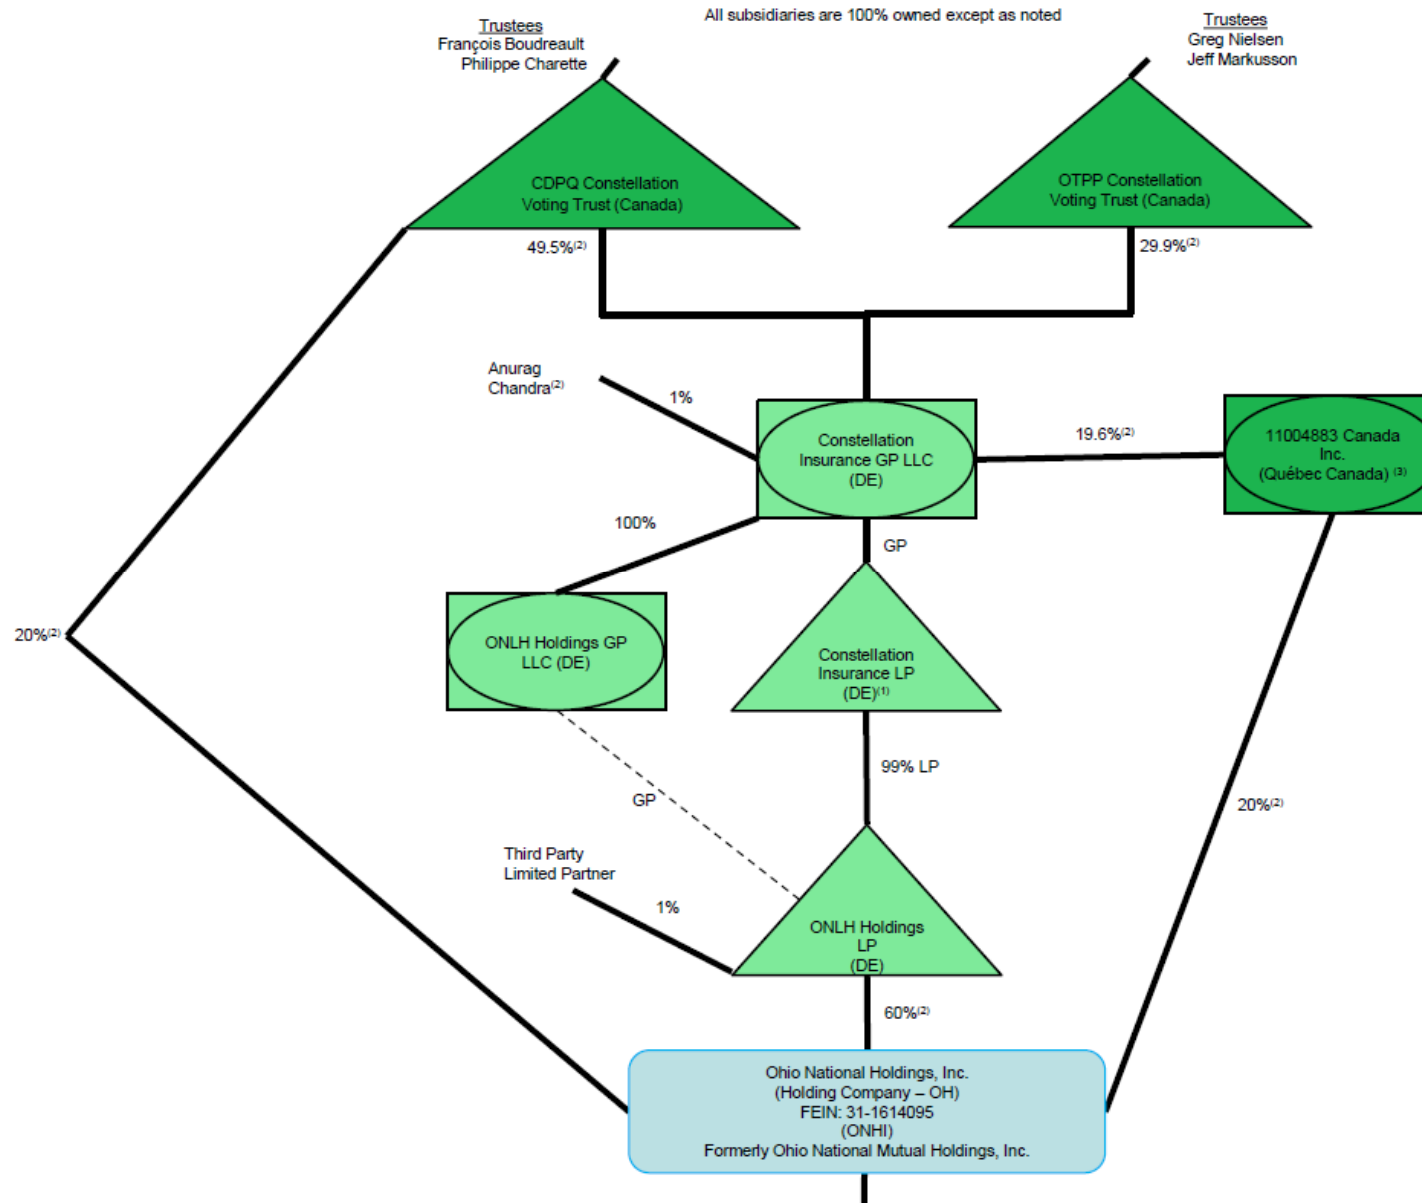 All subsidiaries are 100% owned except as noted
Trustees
François Boudreault
Philippe Charette
Trustees
Greg Nielsen
Jeff Markusson
CDPQ Constellation
Voting Trust (Canada)
OTPP Constellation
Voting Trust (Canada)
49.5%(2)
29.9%(2)
Anurag
Chandra(2)
1%
Constellation
Insurance GP LLC
(DE)
19.6%(2)
11004883 Canada
Inc.
(Québec Canada) (3)
100%
GP
20%(2)
ONLH Holdings GP
LLC (DE)
Constellation
Insurance LP
(DE)(1)
99% LP
GP
20%(2)
Third Party
Limited Partner
1%
ONLH Holdings
LP
(DE)
60%(2)
Ohio National Holdings, Inc.
(Holding Company – OH)
FEIN: 31-1614095
(ONHI)
Formerly Ohio National Mutual Holdings, Inc.